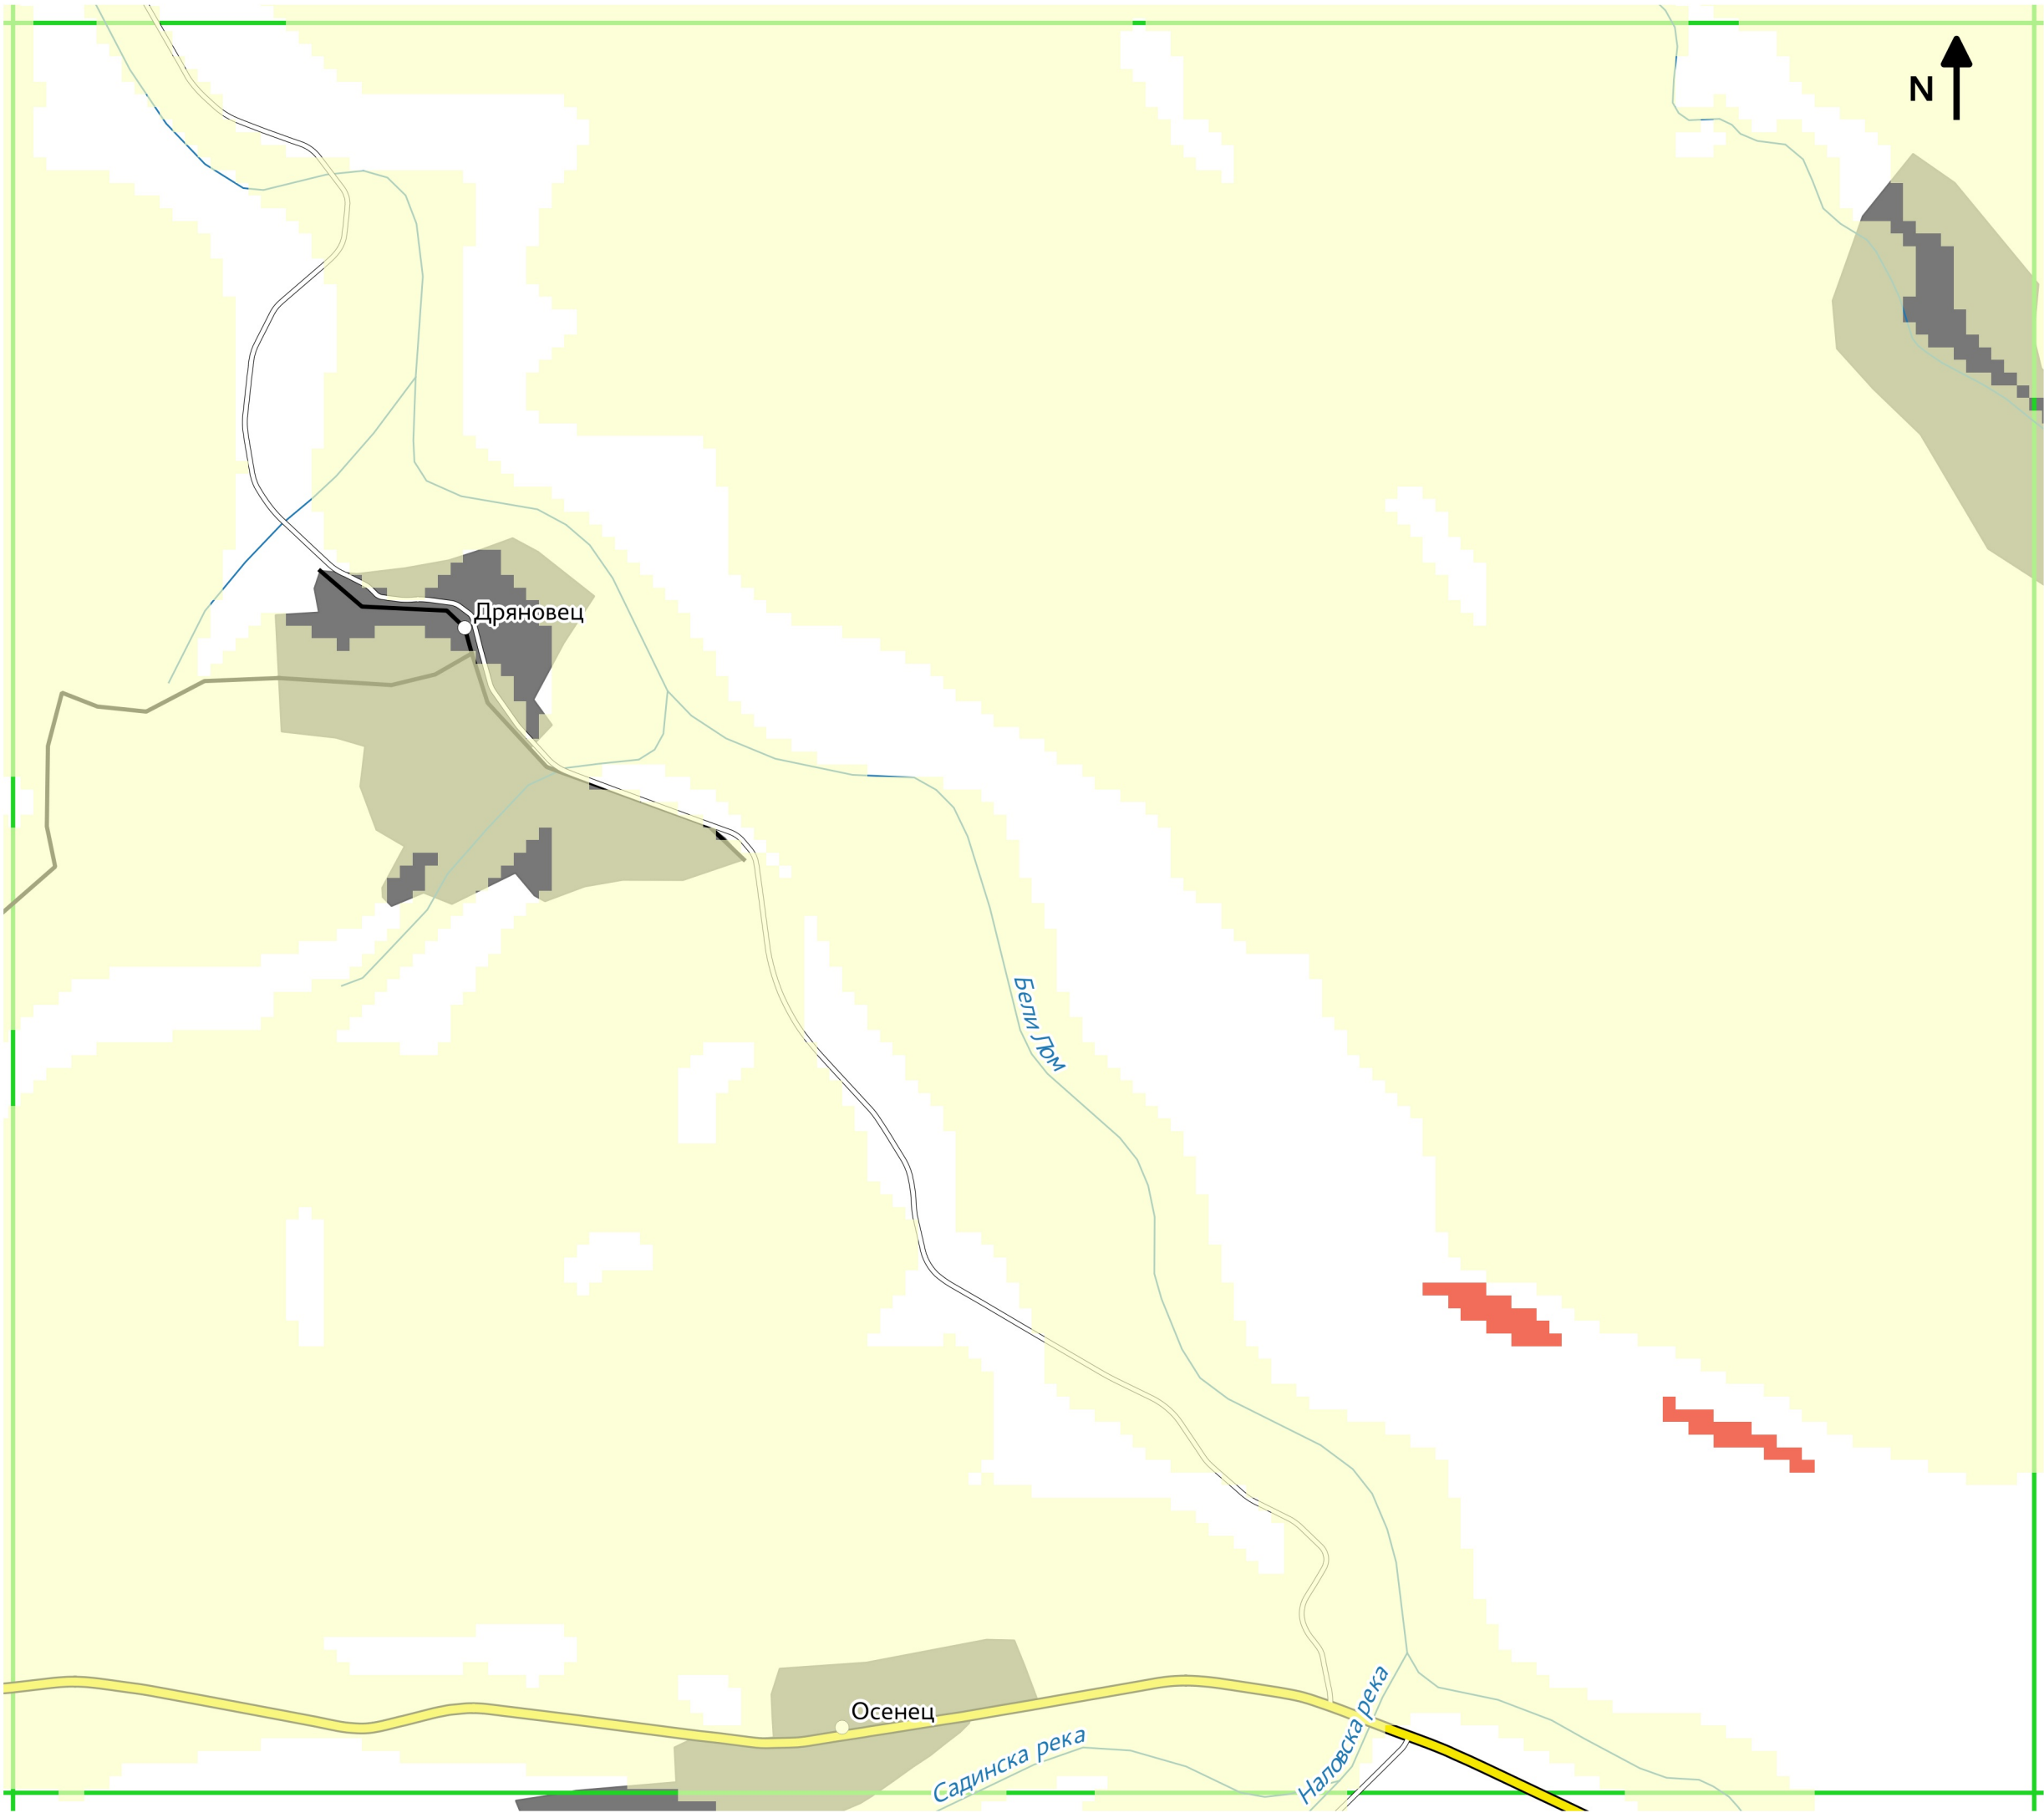 N
Дряновец
Бели Лом
Осенец
Садинска река
Наловска река